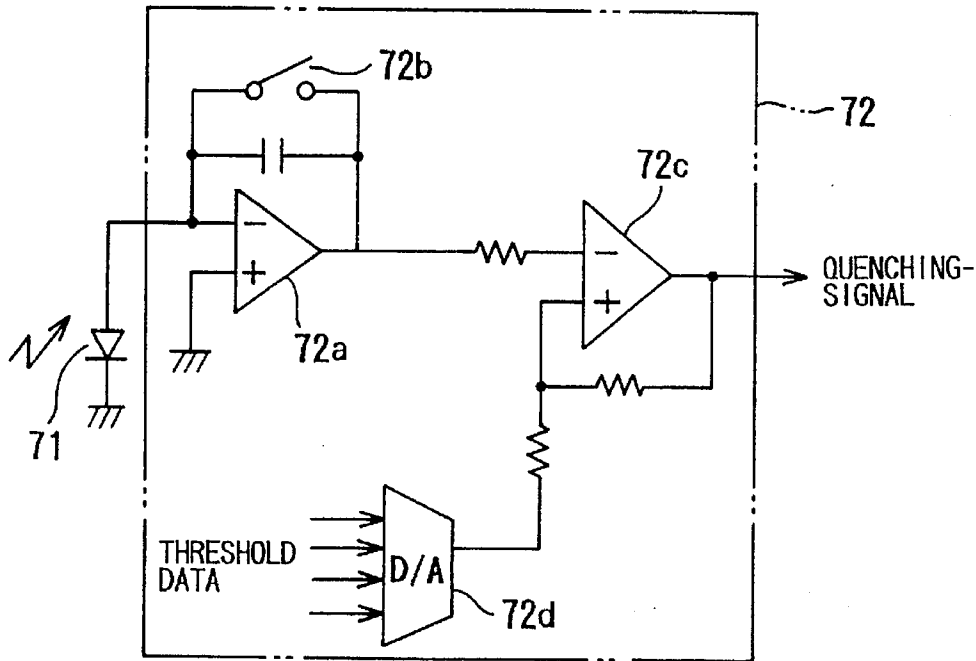 72b
72
72c
−
+
72a
−
+
QUENCHING-
SIGNAL
71
THRESHOLD
DATA
D/A
72d